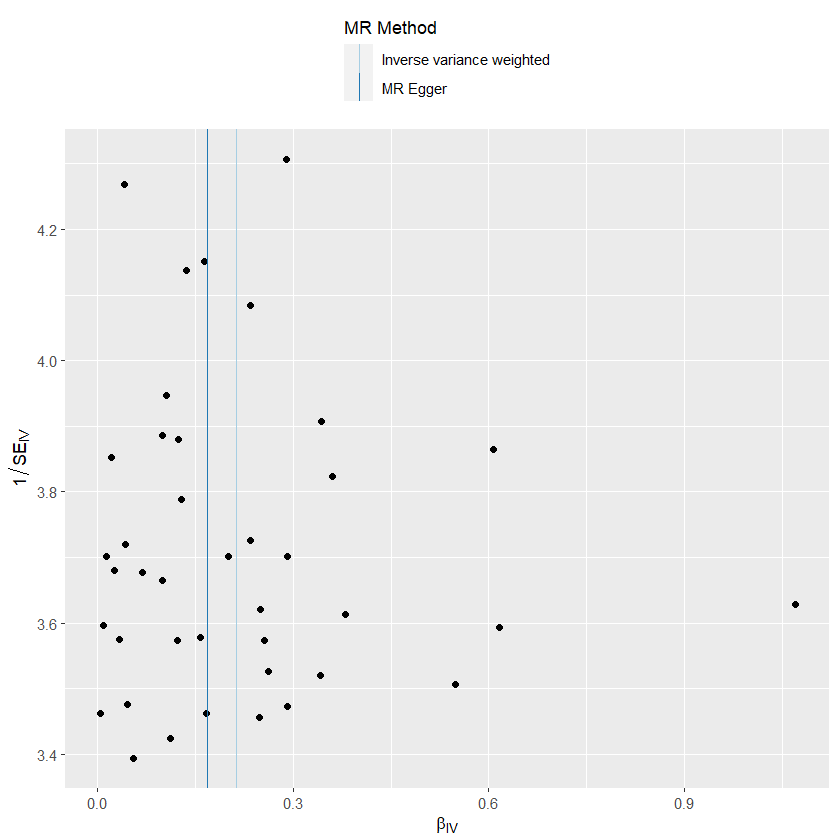 MR Method
Inverse variance weighted
MR Egger
4.2
4.0
3.8
3.6
3.4
1 / SE_IV
0.0 0.3 0.6 0.9
β_IV